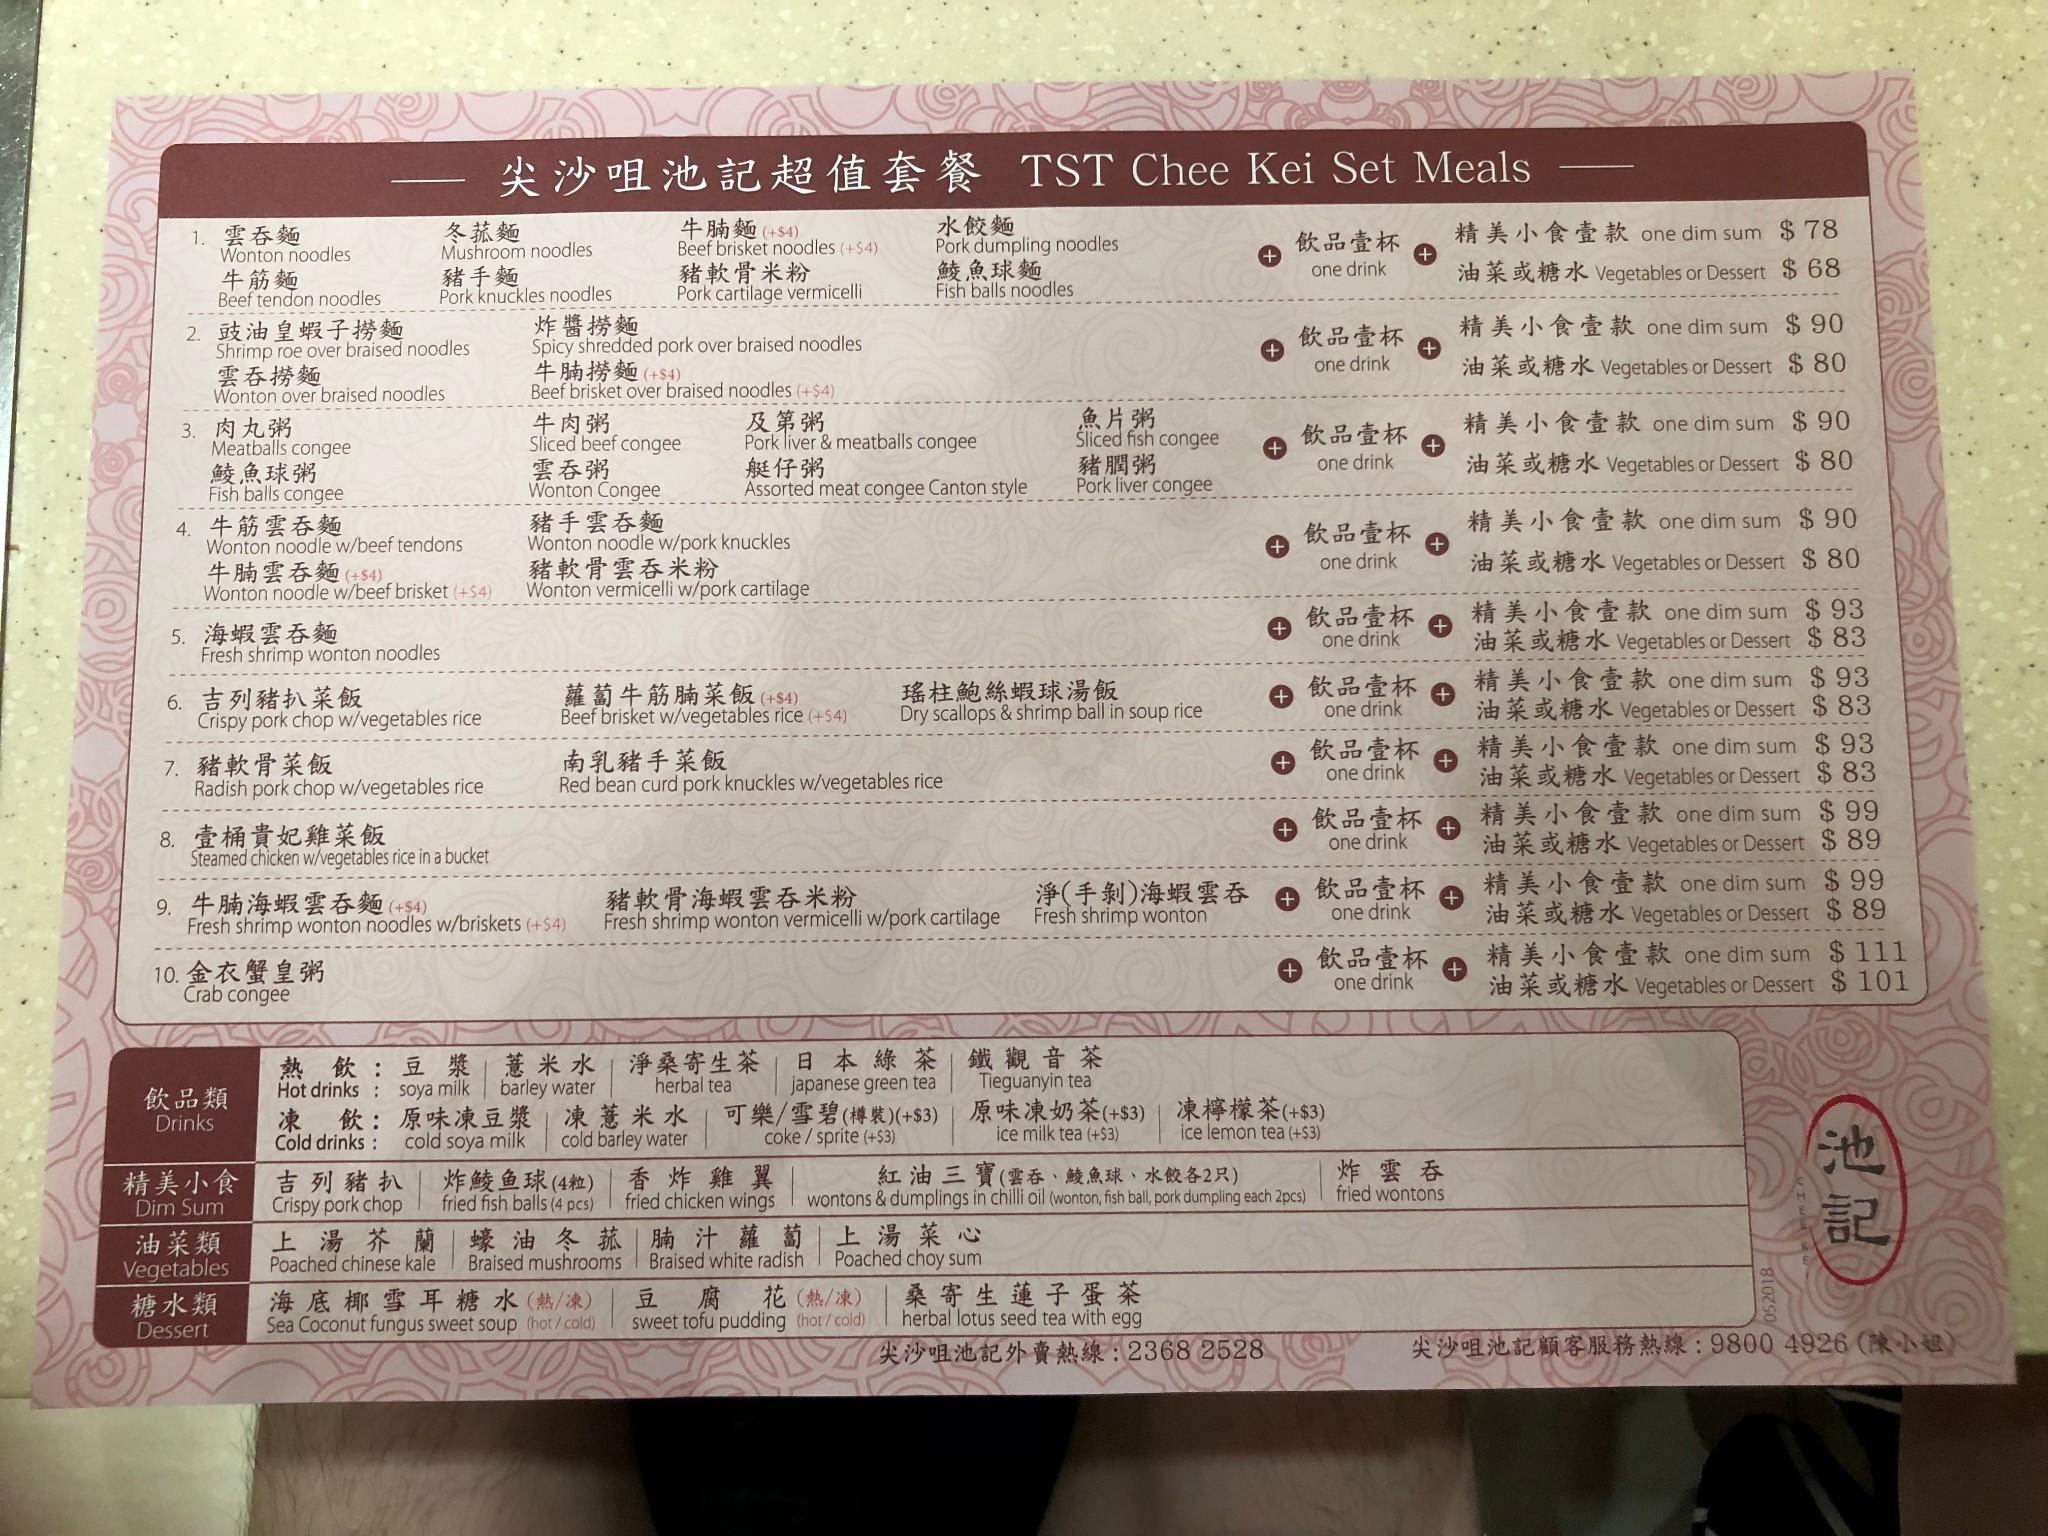 尖沙咀池記超值套餐 TST Chee Kei Set Meals
1. 雲吞麵 冬菰麵 牛腩麵 (+$4) 水餃麵
Wonton noodles Mushroom noodles Beef brisket noodles (+$4) Pork dumpling noodles
牛筋麵 豬手麵 豬軟骨米粉 鯪魚球麵
Beef tendon noodles Pork knuckles noodles Pork cartilage vermicelli Fish balls noodles
+ 飲品壹杯 + 精美小食壹款 one dim sum $ 78
one drink 油菜或糖水 Vegetables or Dessert $ 68
2. 豉油皇蝦子撈麵 炸醬撈麵
Shrimp roe over braised noodles Spicy shredded pork over braised noodles
雲吞撈麵 牛腩撈麵 (+$4)
Wonton over braised noodles Beef brisket over braised noodles (+$4)
+ 飲品壹杯 + 精美小食壹款 one dim sum $ 90
one drink 油菜或糖水 Vegetables or Dessert $ 80
3. 肉丸粥 牛肉粥 及第粥 魚片粥
Meatballs congee Sliced beef congee Pork liver & meatballs congee Sliced fish congee
鯪魚球粥 雲吞粥 艇仔粥 豬膶粥
Fish balls congee Wonton Congee Assorted meat congee Canton style Pork liver congee
+ 飲品壹杯 + 精美小食壹款 one dim sum $ 90
one drink 油菜或糖水 Vegetables or Dessert $ 80
4. 牛筋雲吞麵 豬手雲吞麵
Wonton noodle w/beef tendons Wonton noodle w/pork knuckles
牛腩雲吞麵 (+$4) 豬軟骨雲吞米粉
Wonton noodle w/beef brisket (+$4) Wonton vermicelli w/pork cartilage
+ 飲品壹杯 + 精美小食壹款 one dim sum $ 90
one drink 油菜或糖水 Vegetables or Dessert $ 80
5. 海蝦雲吞麵
Fresh shrimp wonton noodles
+ 飲品壹杯 + 精美小食壹款 one dim sum $ 93
one drink 油菜或糖水 Vegetables or Dessert $ 83
6. 吉列豬扒菜飯 蘿蔔牛筋腩菜飯 (+$4) 瑤柱鮑絲蝦球湯飯
Crispy pork chop w/vegetables rice Beef brisket w/vegetables rice (+$4) Dry scallops & shrimp ball in soup rice
+ 飲品壹杯 + 精美小食壹款 one dim sum $ 93
one drink 油菜或糖水 Vegetables or Dessert $ 83
7. 豬軟骨菜飯 南乳豬手菜飯
Radish pork chop w/vegetables rice Red bean curd pork knuckles w/vegetables rice
+ 飲品壹杯 + 精美小食壹款 one dim sum $ 93
one drink 油菜或糖水 Vegetables or Dessert $ 83
8. 壹桶貴妃雞菜飯
Steamed chicken w/vegetables rice in a bucket
+ 飲品壹杯 + 精美小食壹款 one dim sum $ 99
one drink 油菜或糖水 Vegetables or Dessert $ 89
9. 牛腩海蝦雲吞麵 (+$4) 豬軟骨海蝦雲吞米粉 淨(手剝)海蝦雲吞
Fresh shrimp wonton noodles w/briskets (+$4) Fresh shrimp wonton vermicelli w/pork cartilage Fresh shrimp wonton
+ 飲品壹杯 + 精美小食壹款 one dim sum $ 99
one drink 油菜或糖水 Vegetables or Dessert $ 89
10. 金衣蟹皇粥
Crab congee
+ 飲品壹杯 + 精美小食壹款 one dim sum $ 111
one drink 油菜或糖水 Vegetables or Dessert $ 101
飲品類
Drinks
熱飲：豆漿 薏米水 淨桑寄生茶 日本綠茶 鐵觀音茶
Hot drinks : soya milk barley water herbal tea japanese green tea Tieguanyin tea
凍飲：原味凍豆漿 凍薏米水 可樂/雪碧(樽裝)(+$3) 原味凍奶茶(+$3) 凍檸檬茶(+$3)
Cold drinks : cold soya milk cold barley water coke / sprite (+$3) ice milk tea (+$3) ice lemon tea (+$3)
精美小食
Dim Sum
吉列豬扒 炸鯪鱼球(4粒) 香炸雞翼 紅油三寶(雲吞、鯪魚球、水餃各2只) 炸雲吞
Crispy pork chop fried fish balls (4 pcs) fried chicken wings wontons & dumplings in chilli oil (wonton, fish ball, pork dumpling each 2pcs) fried wontons
油菜類
Vegetables
上湯芥蘭 蠔油冬菰 腩汁蘿蔔 上湯菜心
Poached chinese kale Braised mushrooms Braised white radish Poached choy sum
糖水類
Dessert
海底椰雪耳糖水 (熱/凍) 豆腐花 (熱/凍) 桑寄生蓮子蛋茶
Sea Coconut fungus sweet soup (hot / cold) sweet tofu pudding (hot / cold) herbal lotus seed tea with egg
池記
CHEE KEI
052018
尖沙咀池記外賣熱線：2368 2528 尖沙咀池記顧客服務熱線：9800 4926 (陳小姐)